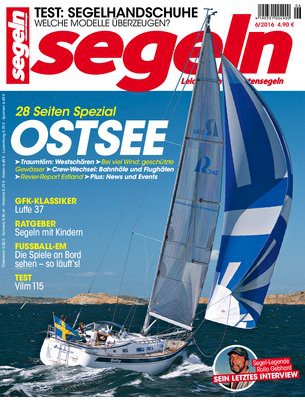 TEST: SEGELHANDSCHUHE
WELCHE MODELLE ÜBERZEUGEN?
6/2016 4,90 €
segeln
segeln
28 Seiten Spezial
OSTSEE
➔ Traumtörn: Westschären ➔ Bei viel Wind: geschützte
Gewässer ➔ Crew-Wechsel: Bahnhöfe und Flughäfen
➔ Revier-Report Estland ➔ Plus: News und Events
GFK-KLASSIKER
Luffe 37
RATGEBER
Segeln mit Kindern
FUSSBALL-EM
Die Spiele an Bord
sehen – so läuft's!
TEST
Vilm 115
342
Segel-Legende
Rollo Gebhard
SEIN LETZTES INTERVIEW